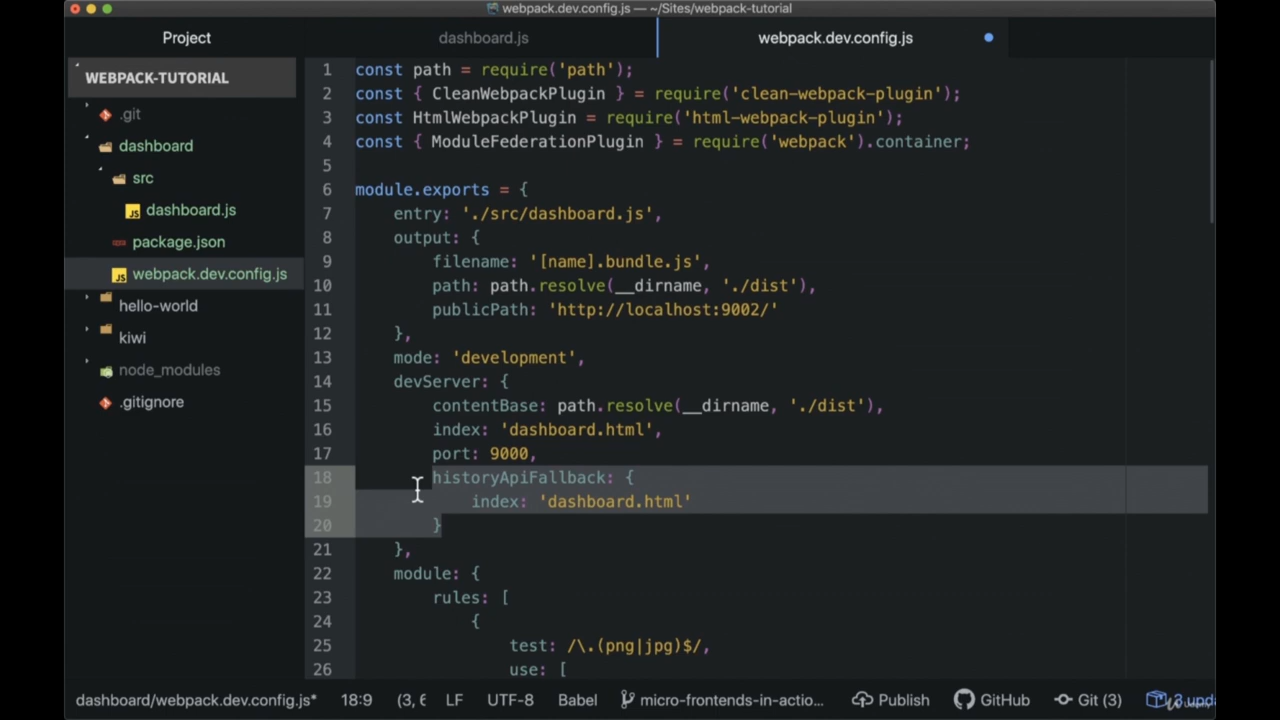 webpack.dev.config.js — ~/Sites/webpack-tutorial
Project
dashboard.js
webpack.dev.config.js
WEBPACK-TUTORIAL
.git
dashboard
src
dashboard.js
package.json
webpack.dev.config.js
hello-world
kiwi
node_modules
.gitignore
1 const path = require('path');
2 const { CleanWebpackPlugin } = require('clean-webpack-plugin');
3 const HtmlWebpackPlugin = require('html-webpack-plugin');
4 const { ModuleFederationPlugin } = require('webpack').container;
5
6 module.exports = {
7 entry: './src/dashboard.js',
8 output: {
9 filename: '[name].bundle.js',
10 path: path.resolve(__dirname, './dist'),
11 publicPath: 'http://localhost:9002/'
12 },
13 mode: 'development',
14 devServer: {
15 contentBase: path.resolve(__dirname, './dist'),
16 index: 'dashboard.html',
17 port: 9000,
18 historyApiFallback: {
19 index: 'dashboard.html'
20 }
21 },
22 module: {
23 rules: [
24 {
25 test: /\.(png|jpg)$/,
26 use: [
dashboard/webpack.dev.config.js* 18:9 (3, 6 LF UTF-8 Babel micro-frontends-in-actio... Publish GitHub Git (3)